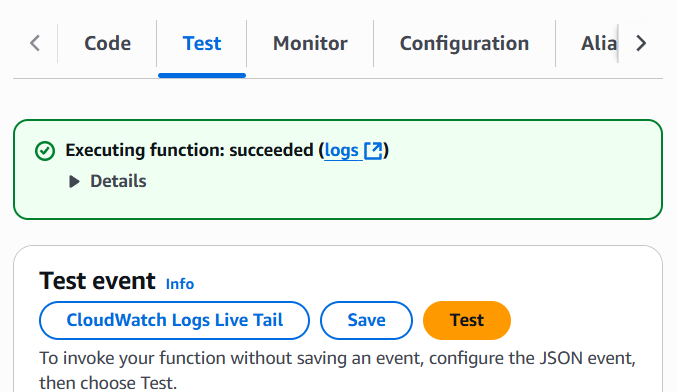 Code Test Monitor Configuration Alia
Executing function: succeeded (logs)
Details
Test event Info
CloudWatch Logs Live Tail Save Test
To invoke your function without saving an event, configure the JSON event,
then choose Test.